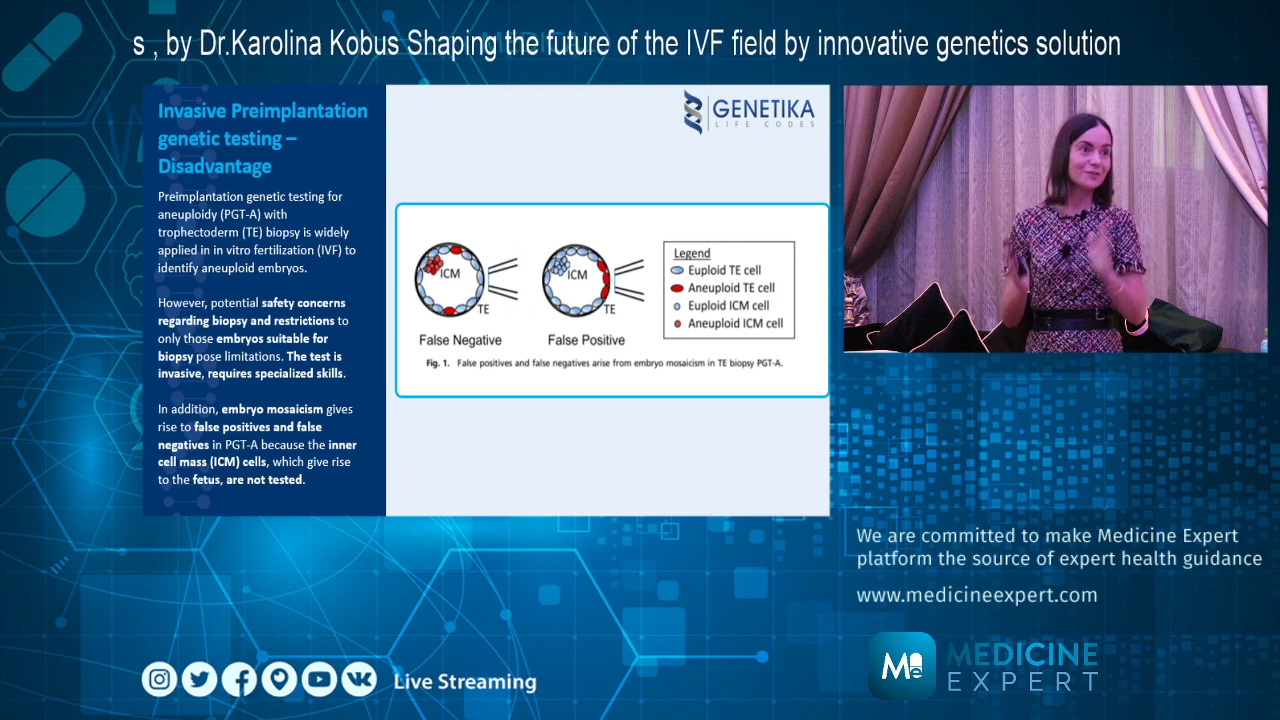 s , by Dr.Karolina Kobus Shaping the future of the IVF field by innovative genetics solution
Invasive Preimplantation
genetic testing –
Disadvantage
Preimplantation genetic testing for
aneuploidy (PGT-A) with
trophectoderm (TE) biopsy is widely
applied in in vitro fertilization (IVF) to
identify aneuploid embryos.
However, potential safety concerns
regarding biopsy and restrictions to
only those embryos suitable for
biopsy pose limitations. The test is
invasive, requires specialized skills.
In addition, embryo mosaicism gives
rise to false positives and false
negatives in PGT-A because the inner
cell mass (ICM) cells, which give rise
to the fetus, are not tested.
GENETIKA
LIFE CODES
ICM
TE
False Negative
ICM
TE
False Positive
Legend
Euploid TE cell
Aneuploid TE cell
Euploid ICM cell
Aneuploid ICM cell
Fig. 1. False positives and false negatives arise from embryo mosaicism in TE biopsy PGT-A.
We are committed to make Medicine Expert
platform the source of expert health guidance
www.medicineexpert.com
Live Streaming
Me
MEDICINE
EXPERT